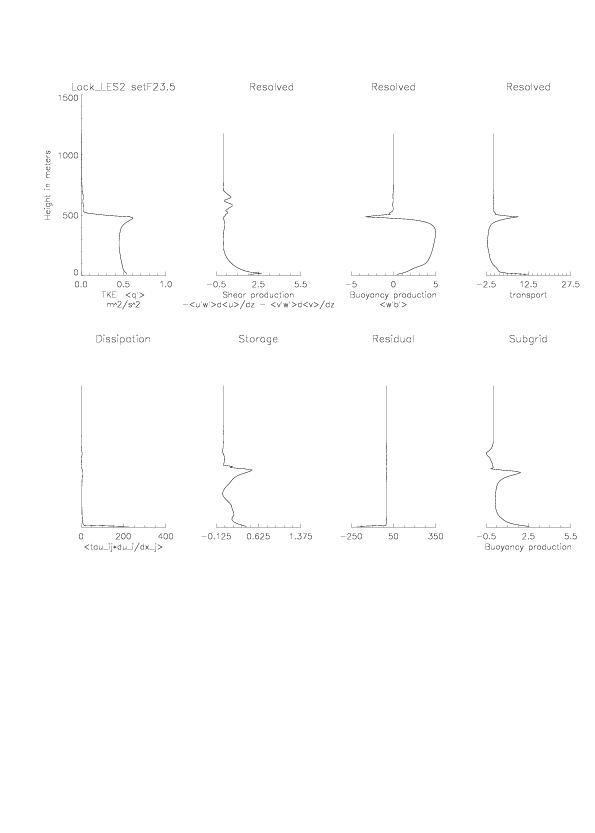 Lock_LES2 setF23.5 Resolved Resolved Resolved
1500
1000
500
0
Height in meters
0.0 0.5 1.0 -0.5 2.5 5.5 -5 0 5 -2.5 12.5 27.5
TKE <q'> Shear production Buoyancy production transport
m^2/s^2 -<u'w'>d<u>/dz - <v'w'>d<v>/dz <w'b'>
Dissipation Storage Residual Subgrid
0 200 400 -0.125 0.625 1.375 -250 50 350 -0.5 2.5 5.5
<tau_ij*du_i/dx_j> Buoyancy production